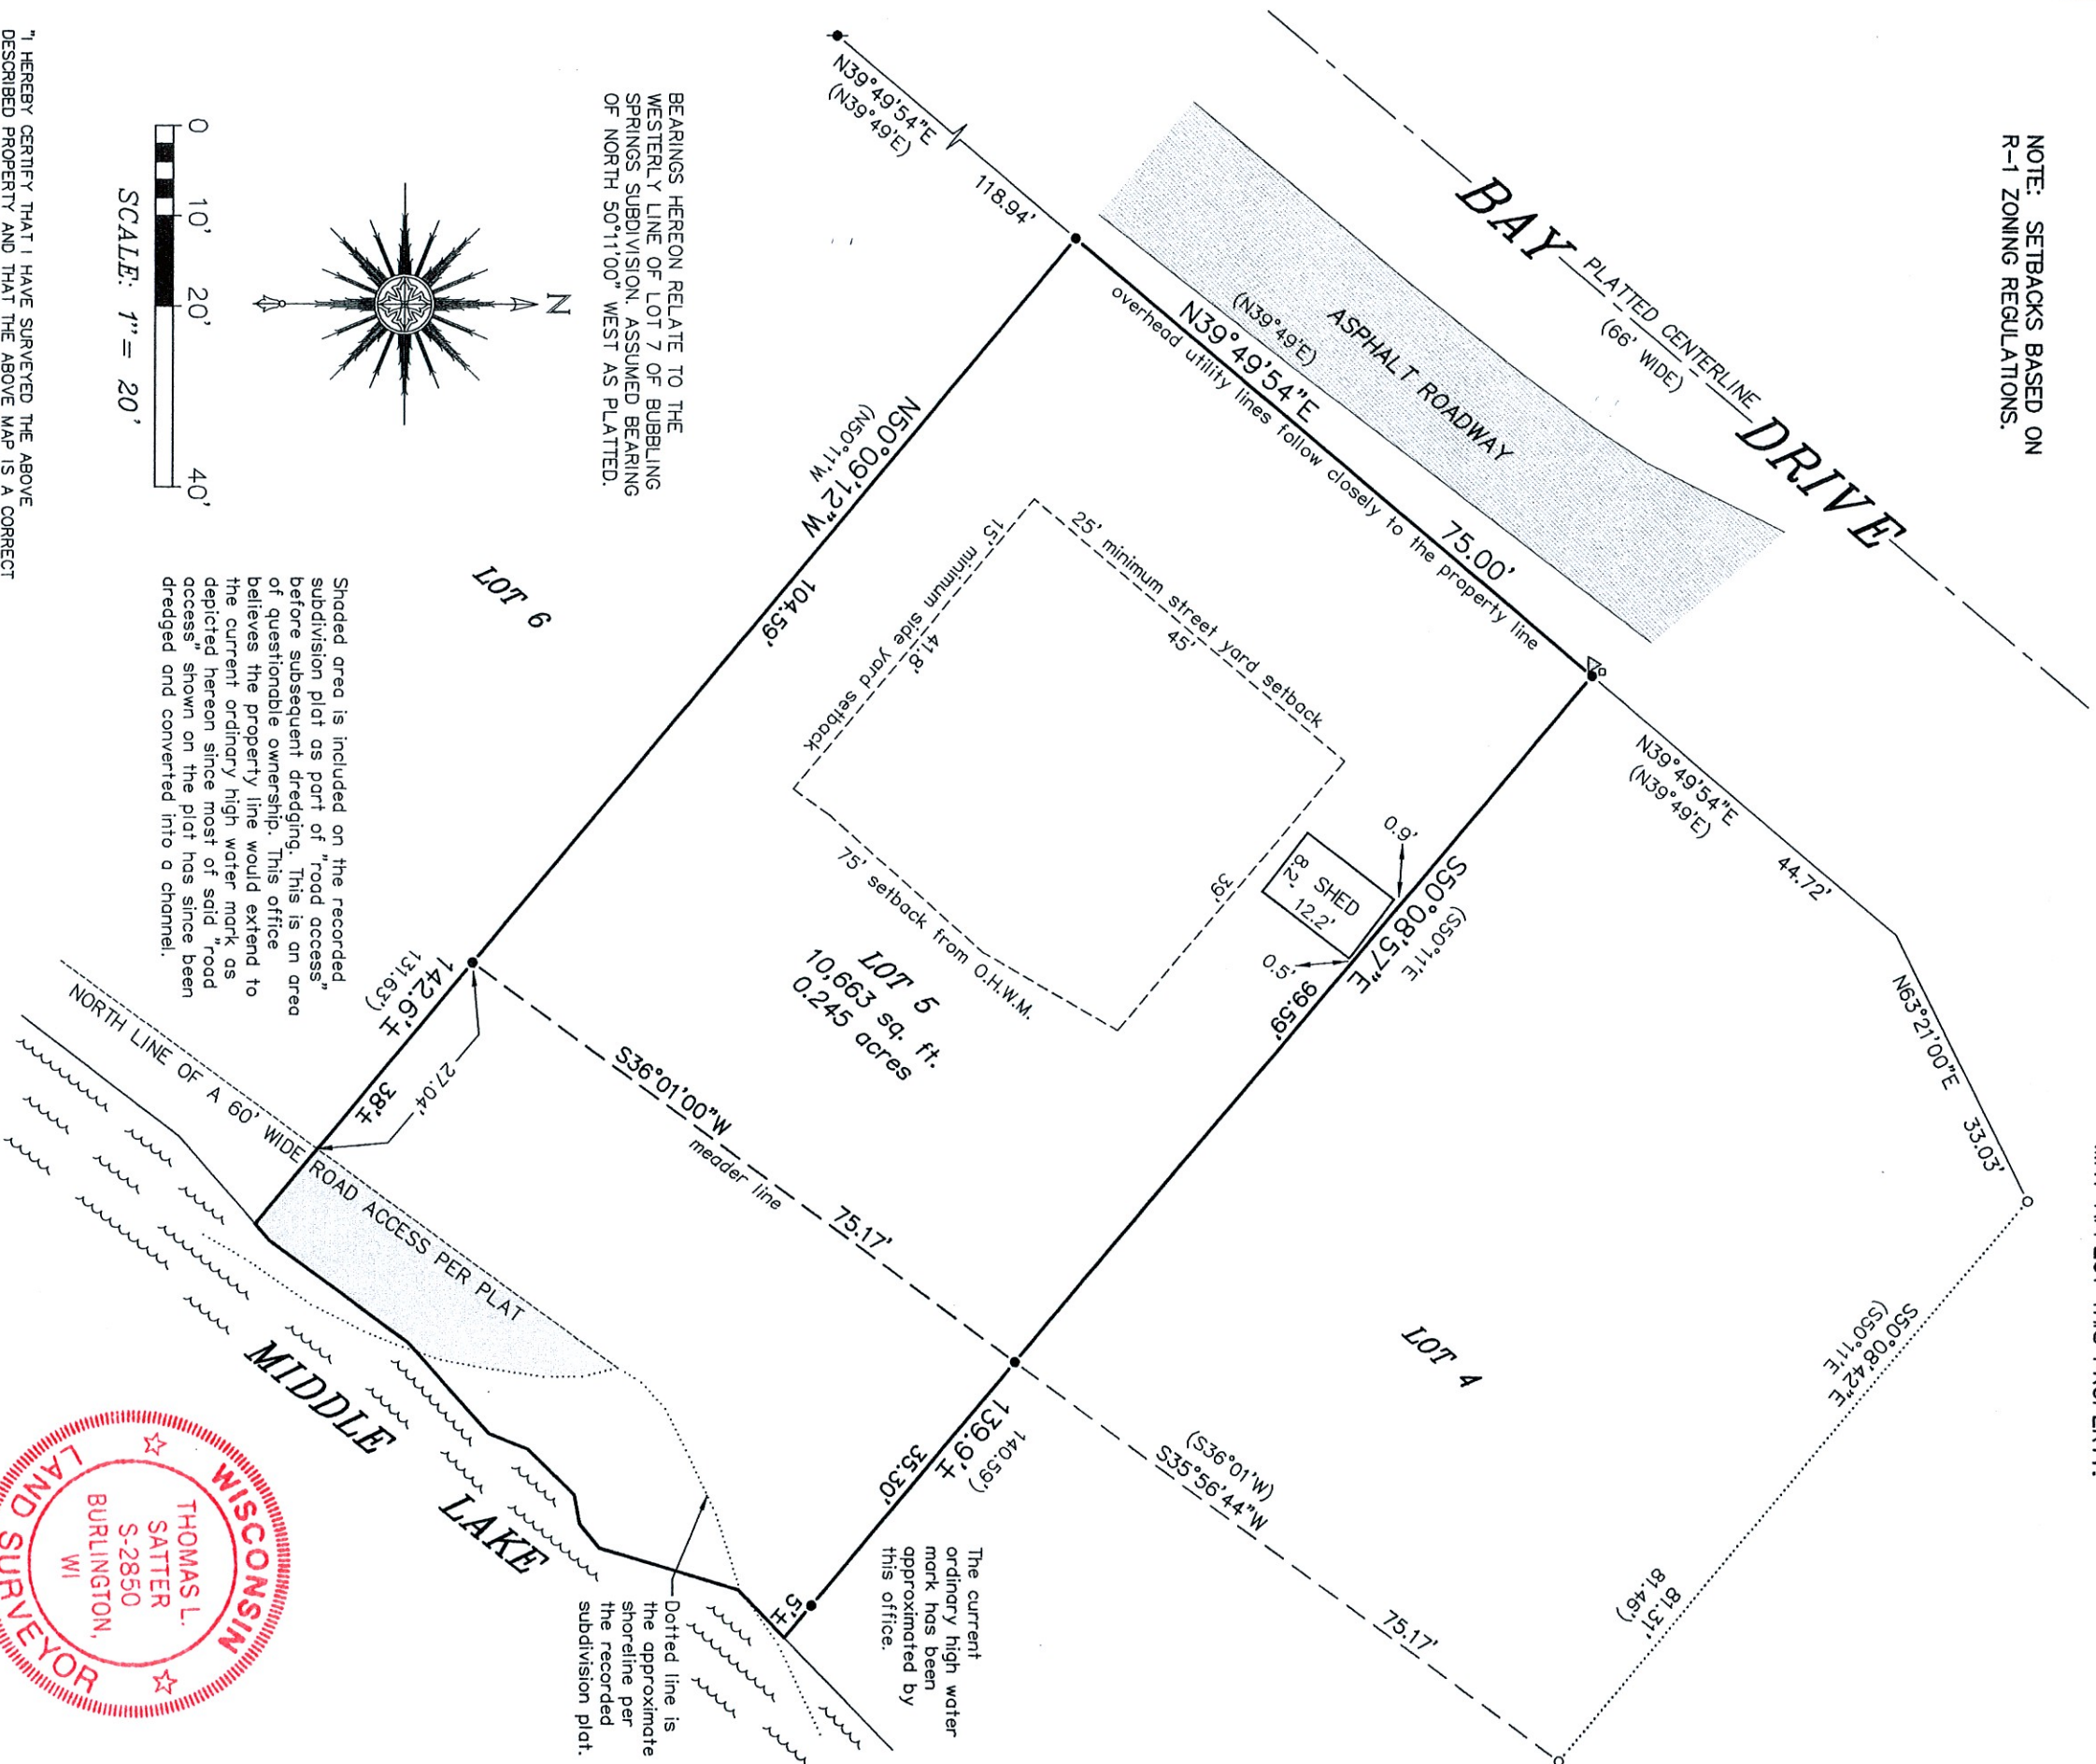 NOTE: SETBACKS BASED ON
R-1 ZONING REGULATIONS.
BAY
PLATTED CENTERLINE
(66' WIDE)
DRIVE
ASPHALT ROADWAY
N39°49'54"E
(N39°49'E)
118.94'
(N39°49'E)
N39°49'54"E
75.00'
overhead utility lines follow closely to the property line
N39°49'54"E
(N39°49'E)
44.72'
N63°21'00"E
33.03'
S50°08'42"E
(S50°11'E
81.31'
81.46')
BEARINGS HEREON RELATE TO THE
WESTERLY LINE OF LOT 7 OF BUBBLING
SPRINGS SUBDIVISION. ASSUMED BEARING
OF NORTH 50°11'00" WEST AS PLATTED.
N
0
10'
20'
40'
SCALE: 1"= 20'
"I HEREBY CERTIFY THAT I HAVE SURVEYED THE ABOVE
DESCRIBED PROPERTY AND THAT THE ABOVE MAP IS A CORRECT
N50°09'12"W
(N50°11'W
104.59'
142.6'±
131.63')
38'±
27.04'
25' minimum street yard setback
45'
15' minimum side yard setback
41.8'
39'
75' setback from O.H.W.M.
SHED
8.2'
12.2'
0.9'
0.5'
(S50°11'E
S50°08'57"E
99.59'
140.59')
139.9'±
35.30'
5'±
LOT 5
10,663 sq. ft.
0.245 acres
LOT 6
LOT 4
S36°01'00"W
meader line
75.17'
(S36°01'W)
S35°56'44"W
75.17'
Shaded area is included on the recorded
subdivision plat as part of "road access"
before subsequent dredging. This is an area
of questionable ownership. This office
believes the property line would extend to
the current ordinary high water mark as
depicted hereon since most of said "road
access" shown on the plat has since been
dredged and converted into a channel.
NORTH LINE OF A 60' WIDE ROAD ACCESS PER PLAT
MIDDLE
LAKE
The current
ordinary high water
mark has been
approximated by
this office.
Dotted line is
the approximate
shoreline per
the recorded
subdivision plat.
WISCONSIN
THOMAS L.
SATTER
S-2850
BURLINGTON,
WI
LAND SURVEYOR